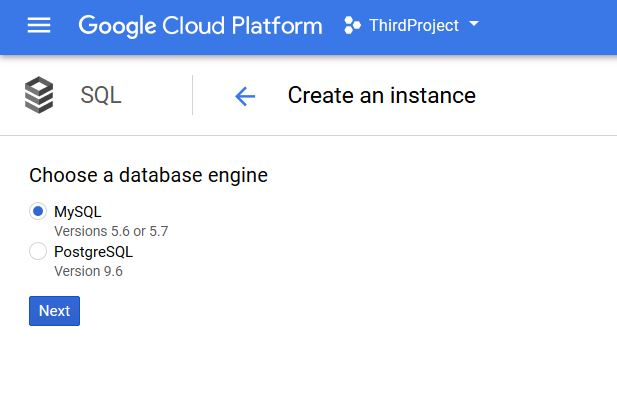 Google Cloud Platform ThirdProject
SQL Create an instance
Choose a database engine
MySQL
Versions 5.6 or 5.7
PostgreSQL
Version 9.6
Next